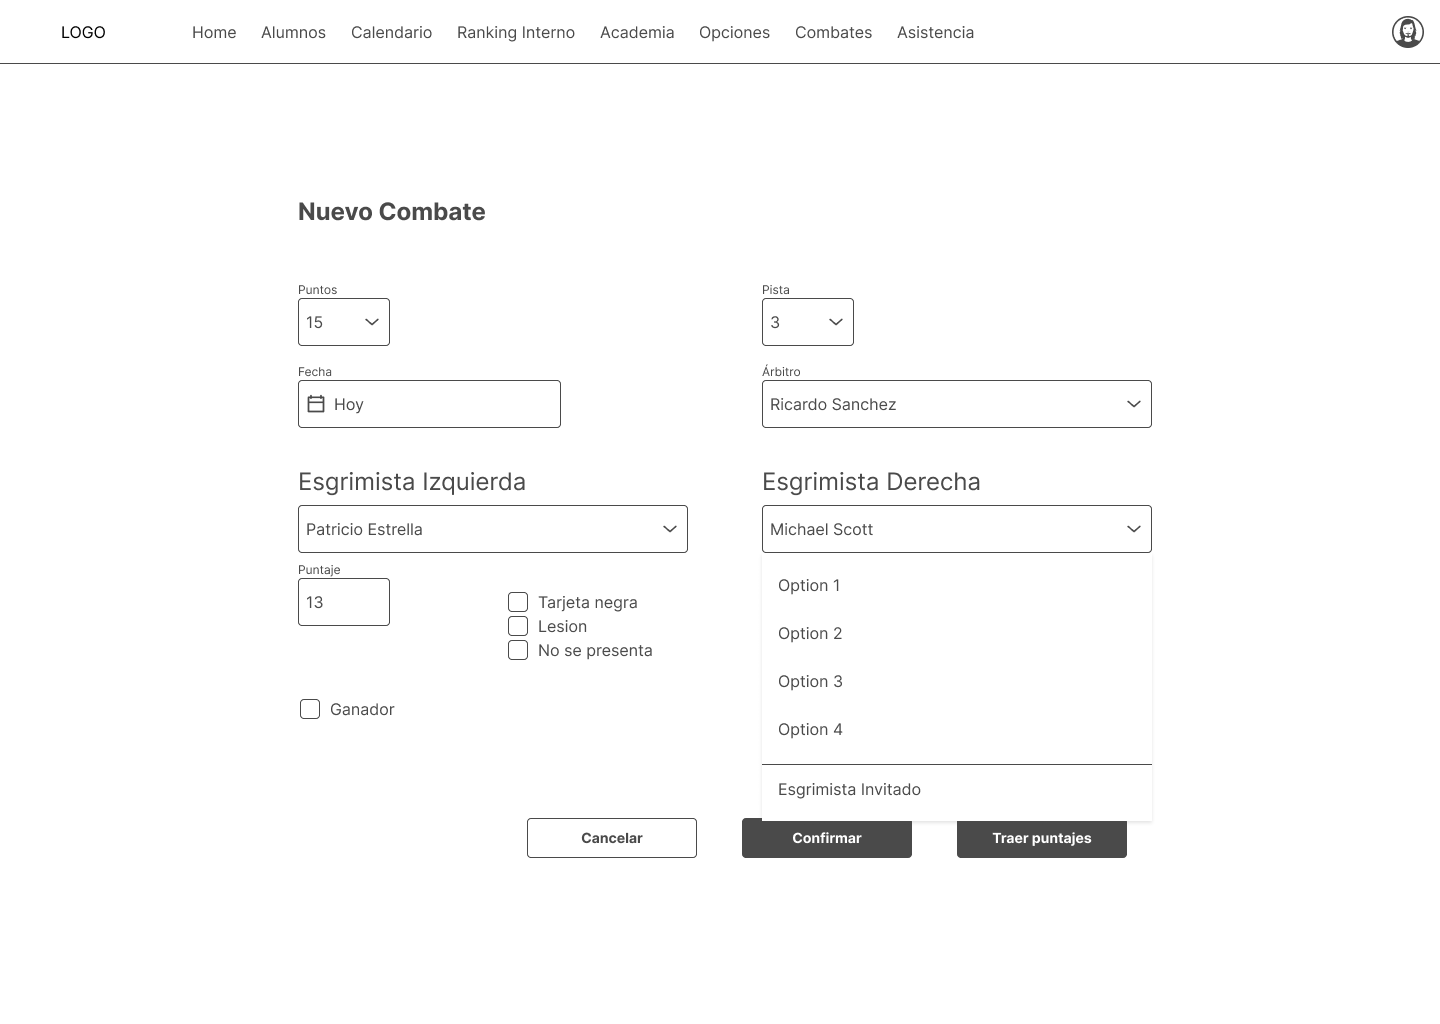 LOGO
Home Alumnos Calendario Ranking Interno Academia Opciones Combates Asistencia
Nuevo Combate
Puntos
15
Pista
3
Fecha
Hoy
Árbitro
Ricardo Sanchez
Esgrimista Izquierda
Patricio Estrella
Puntaje
13
Tarjeta negra
Lesion
No se presenta
Ganador
Esgrimista Derecha
Michael Scott
Option 1
Option 2
Option 3
Option 4
Esgrimista Invitado
Cancelar
Confirmar
Traer puntajes